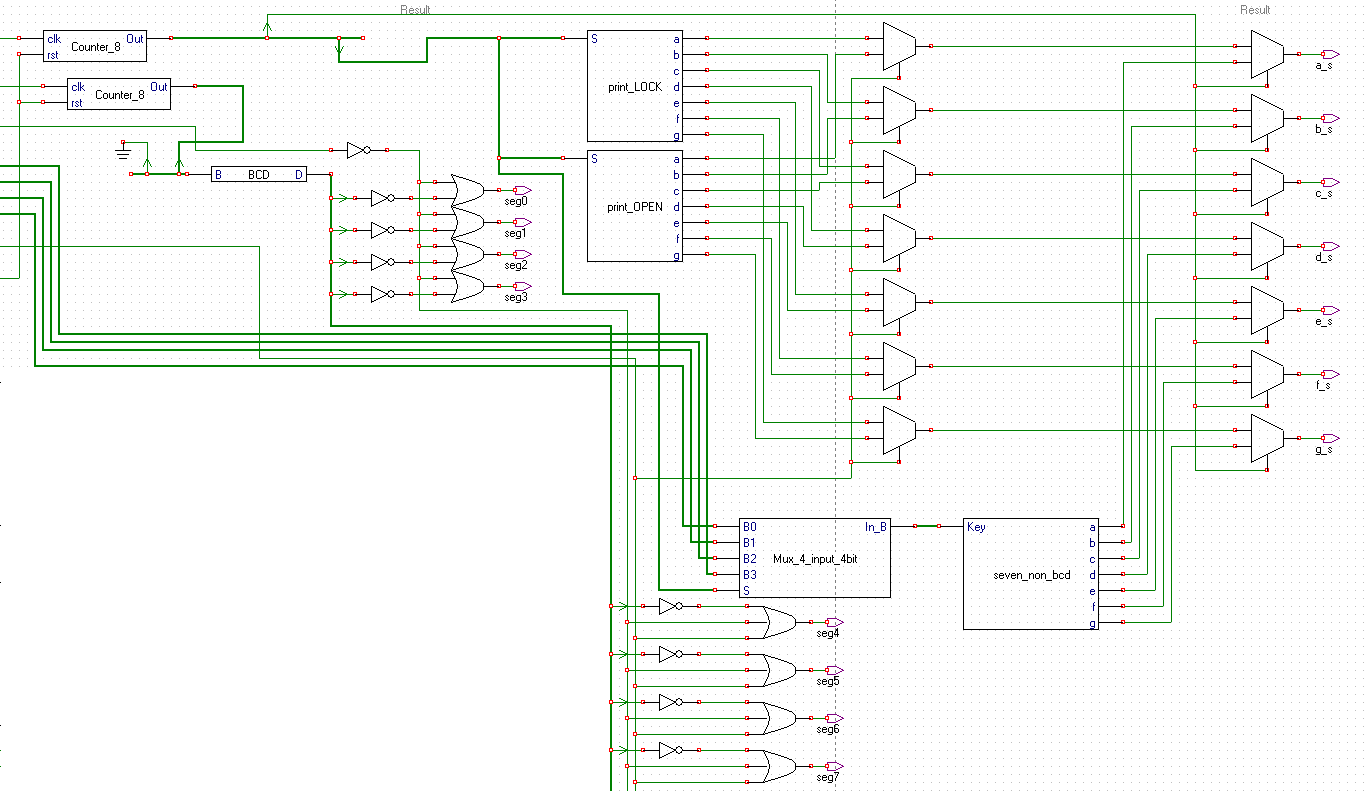 Result
Result
clk Out
Counter_8
rst
clk Out
Counter_8
rst
B BCD D
seg0
seg1
seg2
seg3
S a
b
c
print_LOCK d
e
f
g
S a
b
c
print_OPEN d
e
f
g
a_s
b_s
c_s
d_s
e_s
f_s
g_s
B0 In_B
B1
B2 Mux_4_input_4bit
B3
S
Key a
b
c
seven_non_bcd d
e
f
g
seg4
seg5
seg6
seg7